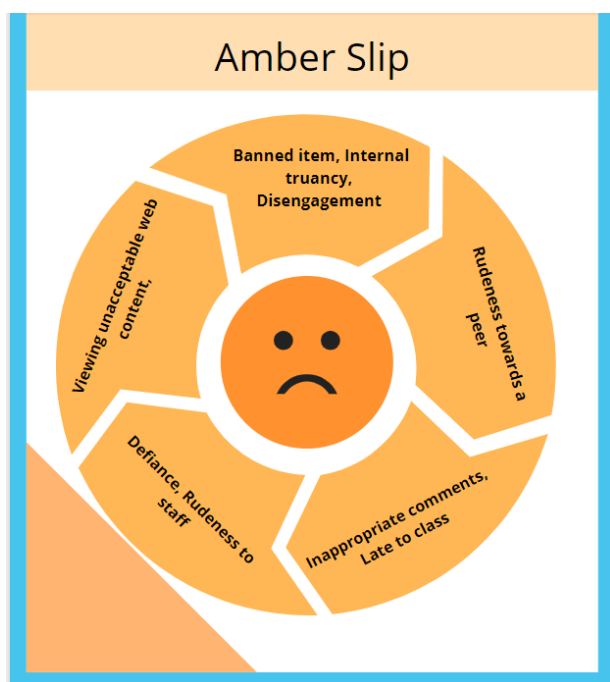 Amber Slip
Banned item, Internal
truancy,
Disengagement
Rudeness towards a
peer
Inappropriate comments,
Late to class
Defiance, Rudeness to
staff
Viewing unacceptable web
content,